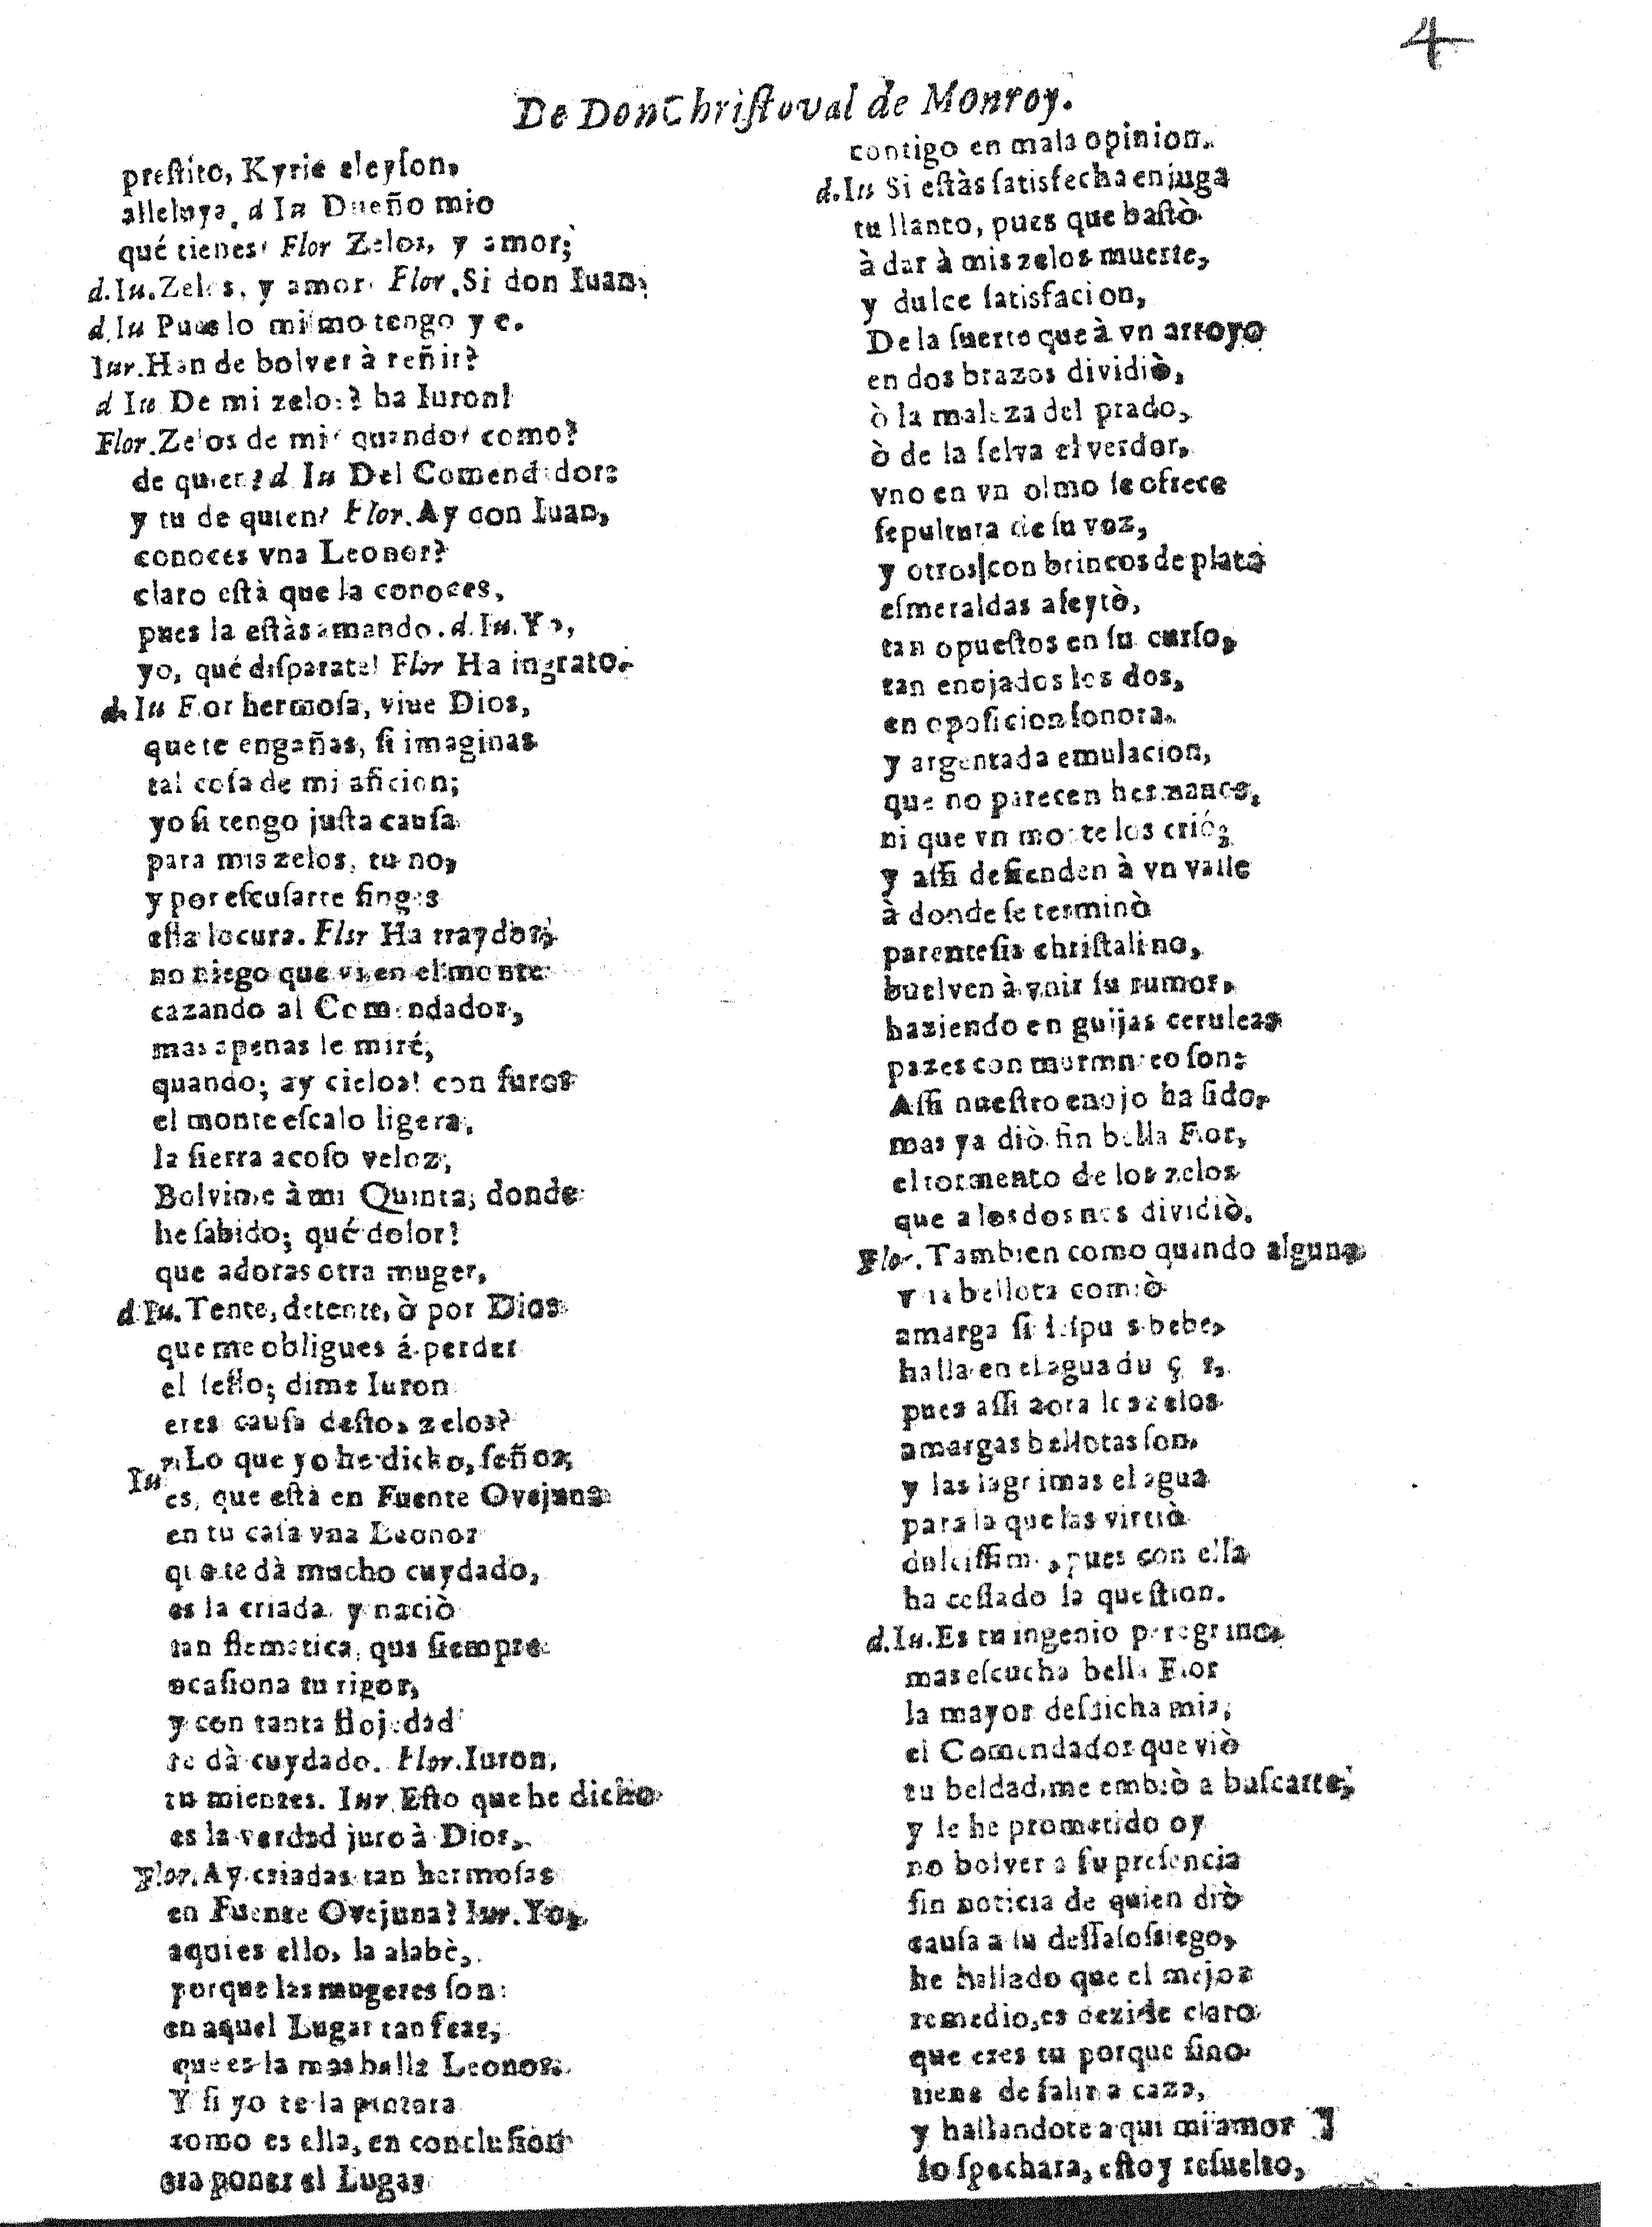 4
De Don Christoval de Monroy.
prestito, Kyrie eleyson,
alleluya. d Iu Dueño mio
qué tienes? Flor Zelos, y amor;
d.Iu. Zelos, y amor? Flor. Si don Iuan,
d.Iu Pues lo mismo tengo yo.
Iur. Han de bolver à reñir?
d Iu De mi zelos? ha Iuron!
Flor. Zelos de mi? quando? como?
de quien? d Iu Del Comendador:
y tu de quien? Flor. Ay don Iuan,
conoces vna Leonor?
claro està que la conoces,
pues la estàs amando. d.Iu. Yo,
yo, qué disparate! Flor Ha ingrato.
d. Iu Flor hermosa, viue Dios,
que te engañas, si imaginas
tal cosa de mi aficion;
yo si tengo justa causa
para mis zelos, tu no,
y por escusarte finges
esta locura. Flor Ha traydor,
no niego que vi en el monte
cazando al Comendador,
mas apenas le miré,
quando; ay cielos! con furor
el monte escalo ligera,
la sierra acoso veloz,
Bolvime à mi Quinta, donde
he sabido; qué dolor!
que adoras otra muger,
d.Iu. Tente, detente, ò por Dios
que me obligues á perder
el sesso; dime Iuron
eres causa destos zelos?
Iur. Lo que yo he dicho, señor,
es, que està en Fuente Ovejuna
en tu casa vna Leonor
que te dà mucho cuydado,
es la criada, y naciò
tan flematica, que siempre
ocasiona tu rigor,
y con tanta flojedad
te dà cuydado. Flor. Iuron,
tu mientes. Iur. Esto que he dicho
es la verdad juro à Dios,
Flor. Ay criadas tan hermosas
en Fuente Ovejuna? Iur. Yo,
aqui es ello, la alabè,
porque las mugeres son
en aquel Lugar tan feas,
que es la mas bella Leonor.
Y si yo te la pintara
como es ella, en conclusion
era poner el Lugar
contigo en mala opinion.
d.Iu Si estàs satisfecha enjuga
tu llanto, pues que bastò
à dar à mis zelos muerte,
y dulce satisfacion,
De la suerte que à vn arroyo
en dos brazos dividiò,
ò la maleza del prado,
ò de la selva el verdor,
vno en vn olmo se ofrece
sepultura de su voz,
y otros con brincos de plata
esmeraldas afeytò,
tan opuestos en su curso,
tan enojados los dos,
en oposicion sonora,
y argentada emulacion,
que no parecen hermanos,
ni que vn monte los crió,
y assi desienden à vn valle
à donde se terminò
parentesis christalino,
buelven à vnir su rumor,
haziendo en guijas ceruleas
pazes con murmureo son:
Assi nuestro enojo ha sido,
mas ya diò fin bella Flor,
el tormento de los zelos
que a los dos nos dividiò.
Flor. Tambien como quando alguna
vna bellota comiò
amarga si despues bebe,
halla en el agua dulçor,
pues assi aora los zelos
amargas bellotas son,
y las lagrimas el agua
para la que las virtiò
dulcissima, pues con ella
ha cessado la question.
d.Iu. Es tu ingenio peregrino,
mas escucha bella Flor
la mayor desdicha mia;
el Comendador que viò
tu beldad, me embiò a buscarte,
y le he prometido oy
no bolver a su presencia
sin noticia de quien diò
causa a su dessasossiego,
he hallado que el mejor
remedio, es dezirle claro
que eres tu porque sino
tiene de salir a caza,
y hallandote aqui mi amor
sospechara, estoy resuelto,